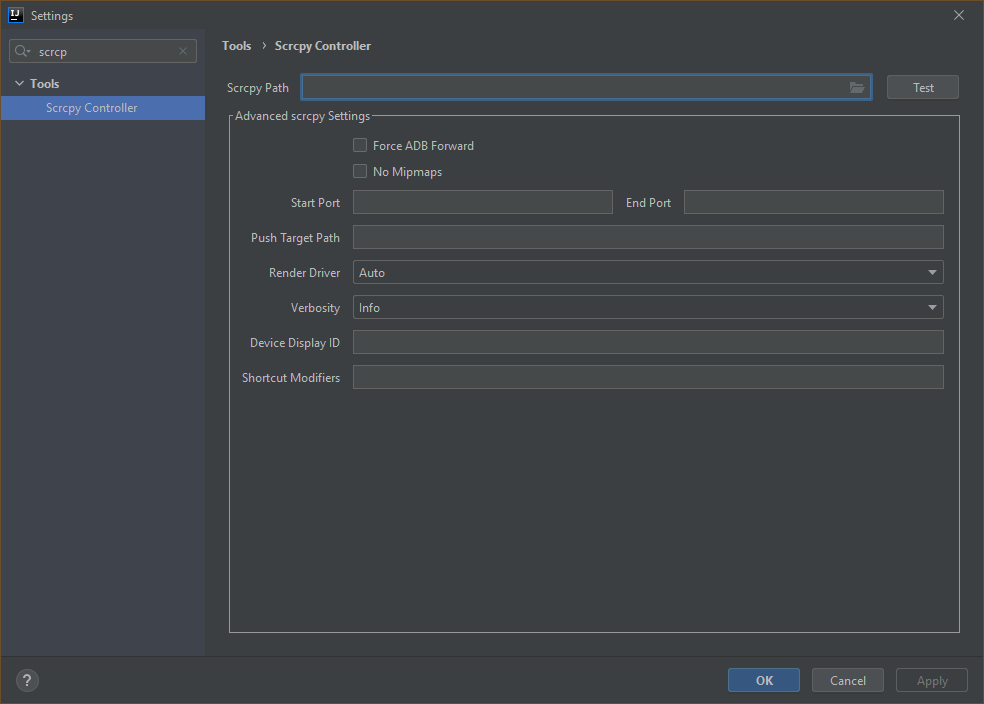 IJ Settings
scrcp
Tools
Scrcpy Controller
Tools › Scrcpy Controller
Scrcpy Path Test
Advanced scrcpy Settings
Force ADB Forward
No Mipmaps
Start Port End Port
Push Target Path
Render Driver Auto
Verbosity Info
Device Display ID
Shortcut Modifiers
? OK Cancel Apply